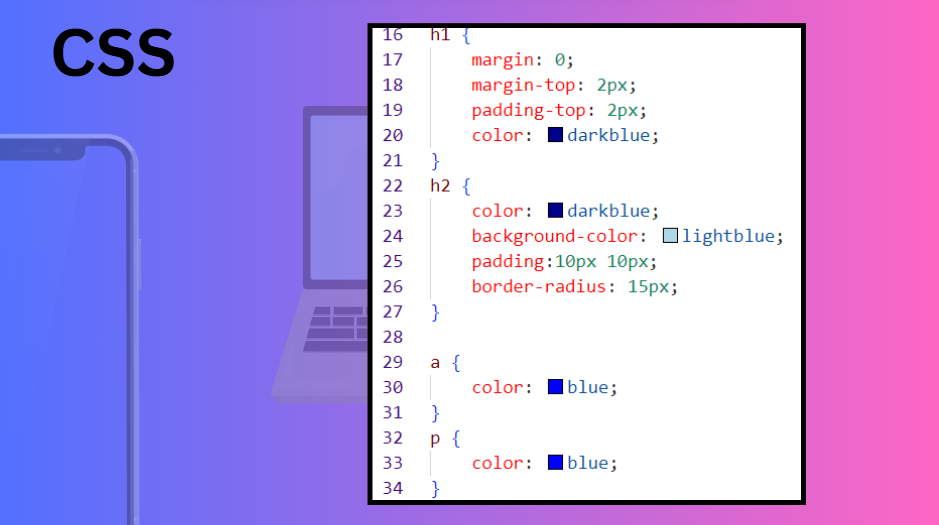 CSS
16 h1 {
17 margin: 0;
18 margin-top: 2px;
19 padding-top: 2px;
20 color: darkblue;
21 }
22 h2 {
23 color: darkblue;
24 background-color: lightblue;
25 padding:10px 10px;
26 border-radius: 15px;
27 }
28
29 a {
30 color: blue;
31 }
32 p {
33 color: blue;
34 }